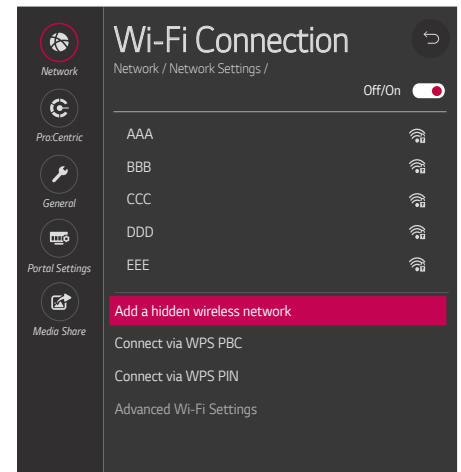 Wi-Fi Connection
Network / Network Settings /
Off/On
Network
Pro:Centric
General
Portal Settings
Media Share
AAA
BBB
CCC
DDD
EEE
Add a hidden wireless network
Connect via WPS PBC
Connect via WPS PIN
Advanced Wi-Fi Settings